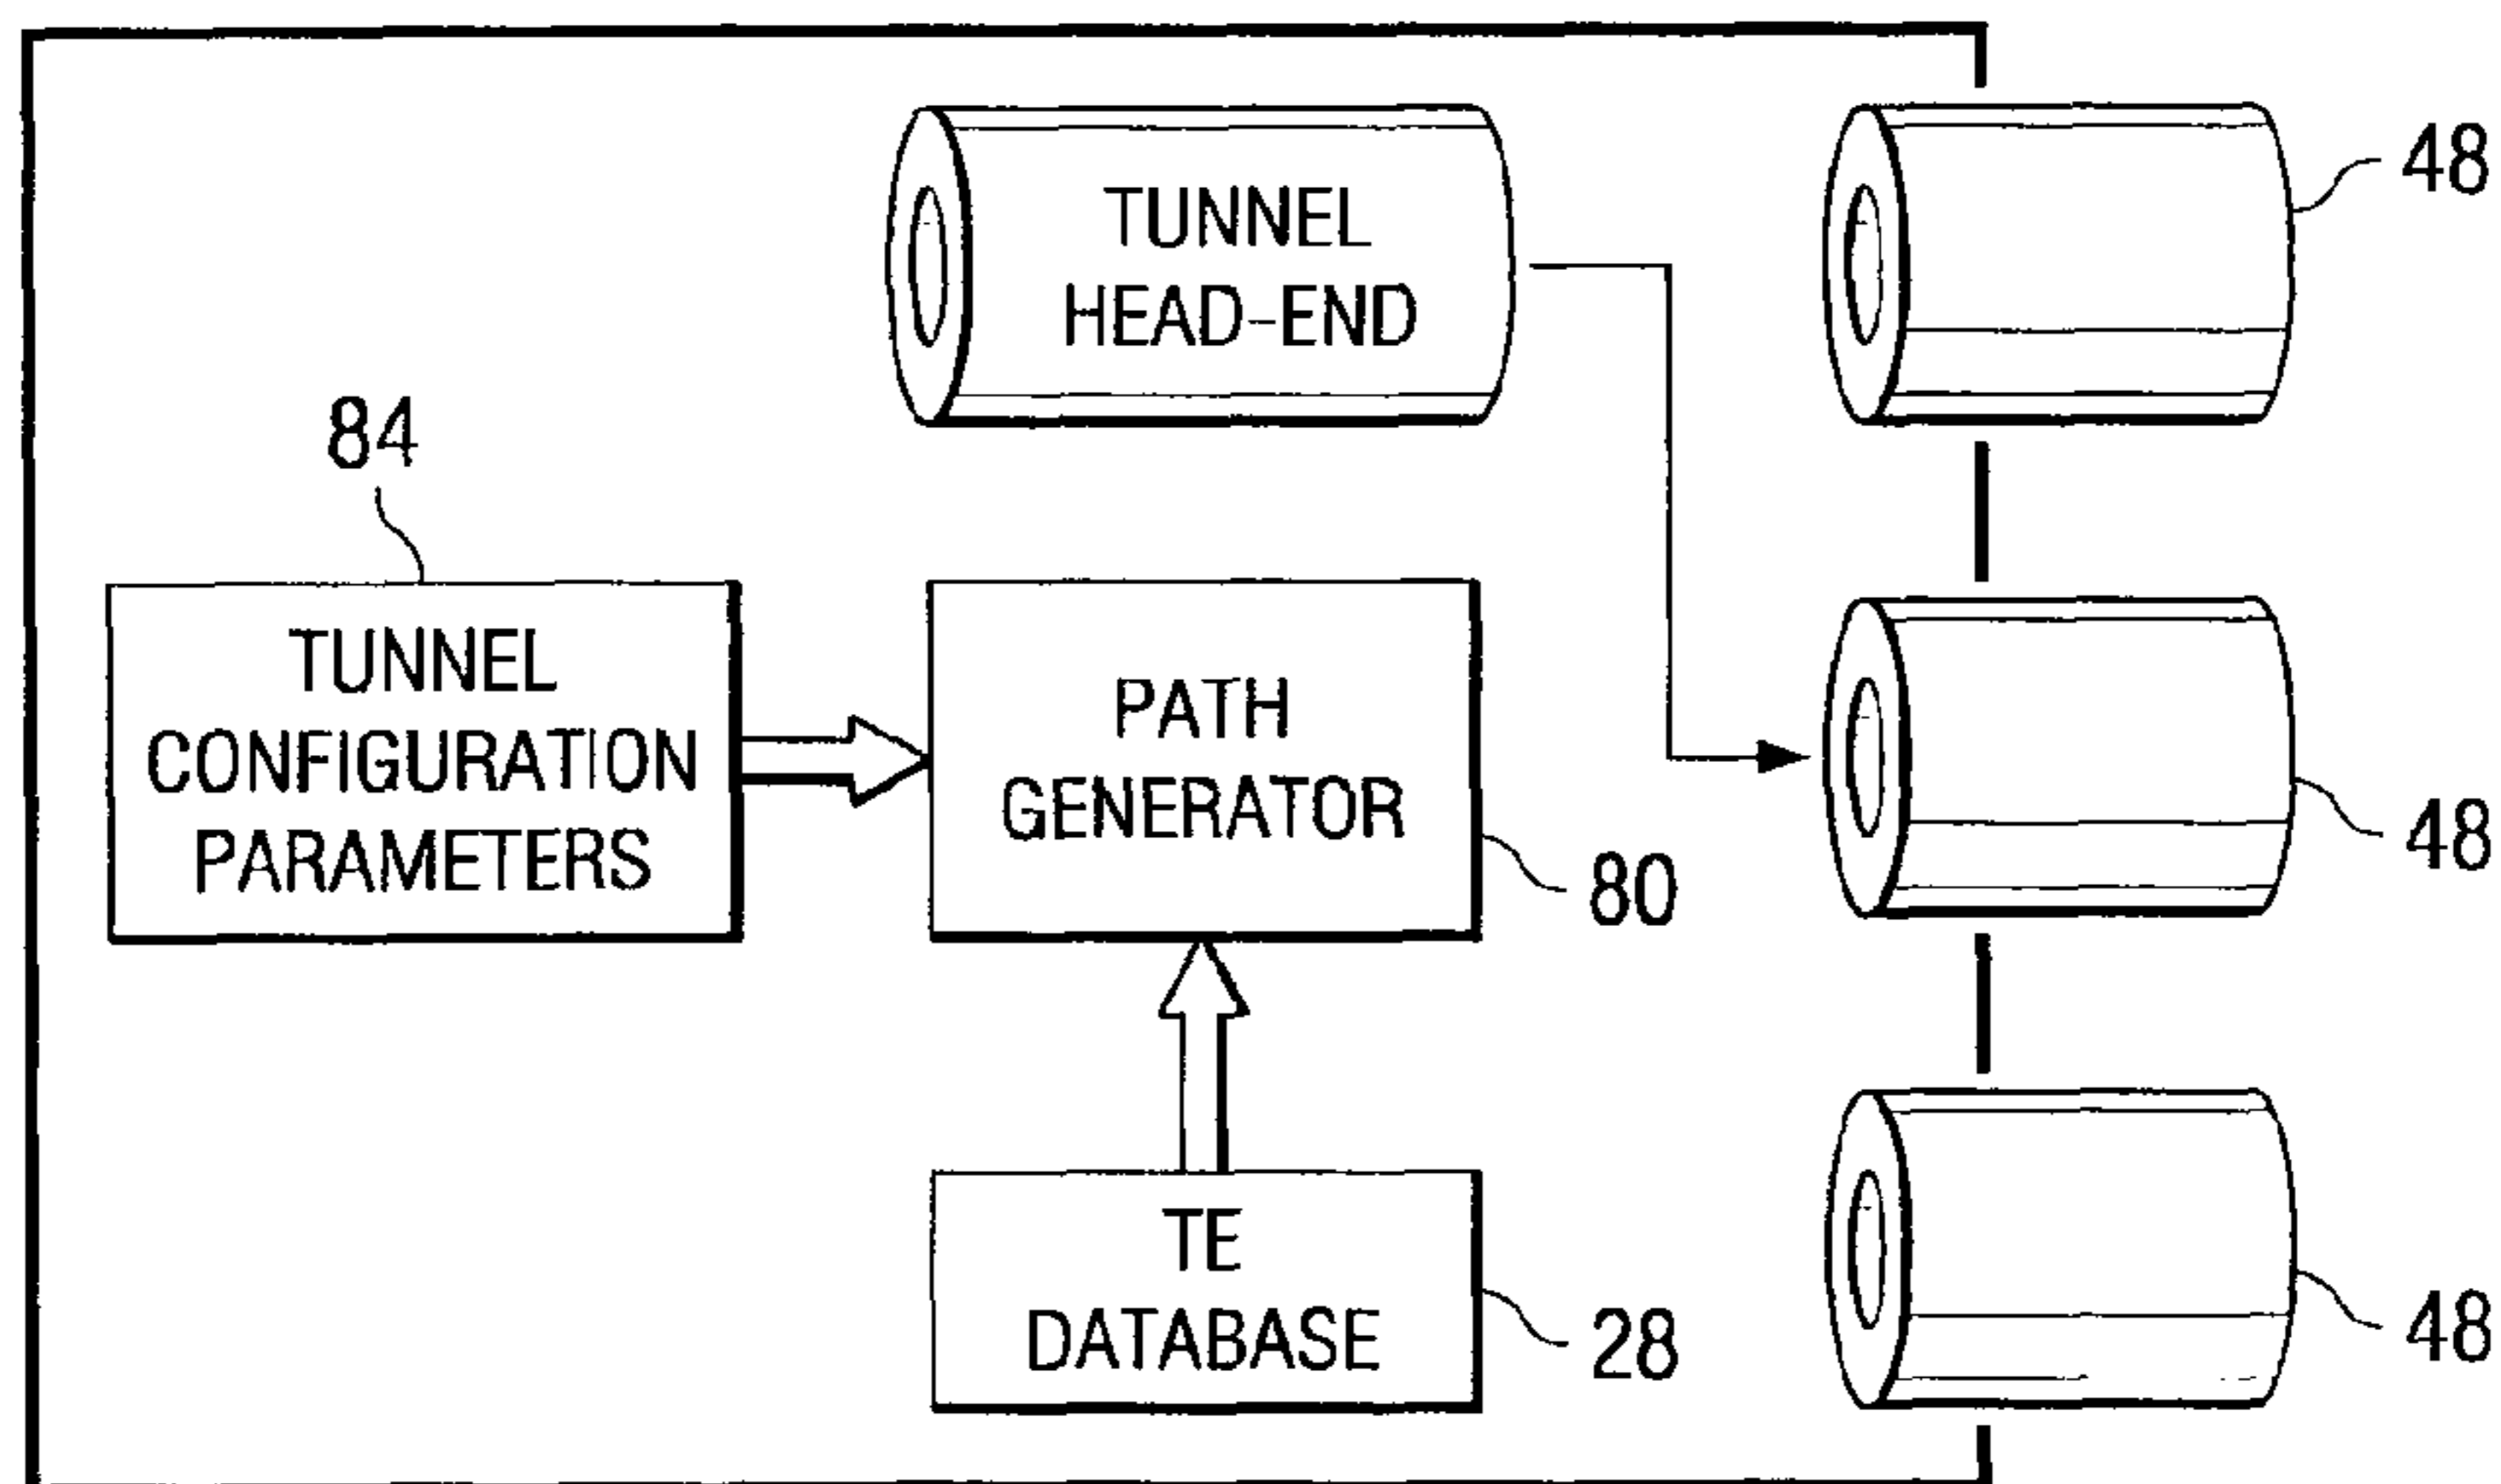 TUNNEL
HEAD-END
48
84
TUNNEL
CONFIGURATION
PARAMETERS
PATH
GENERATOR
80
48
TE
DATABASE
28
48